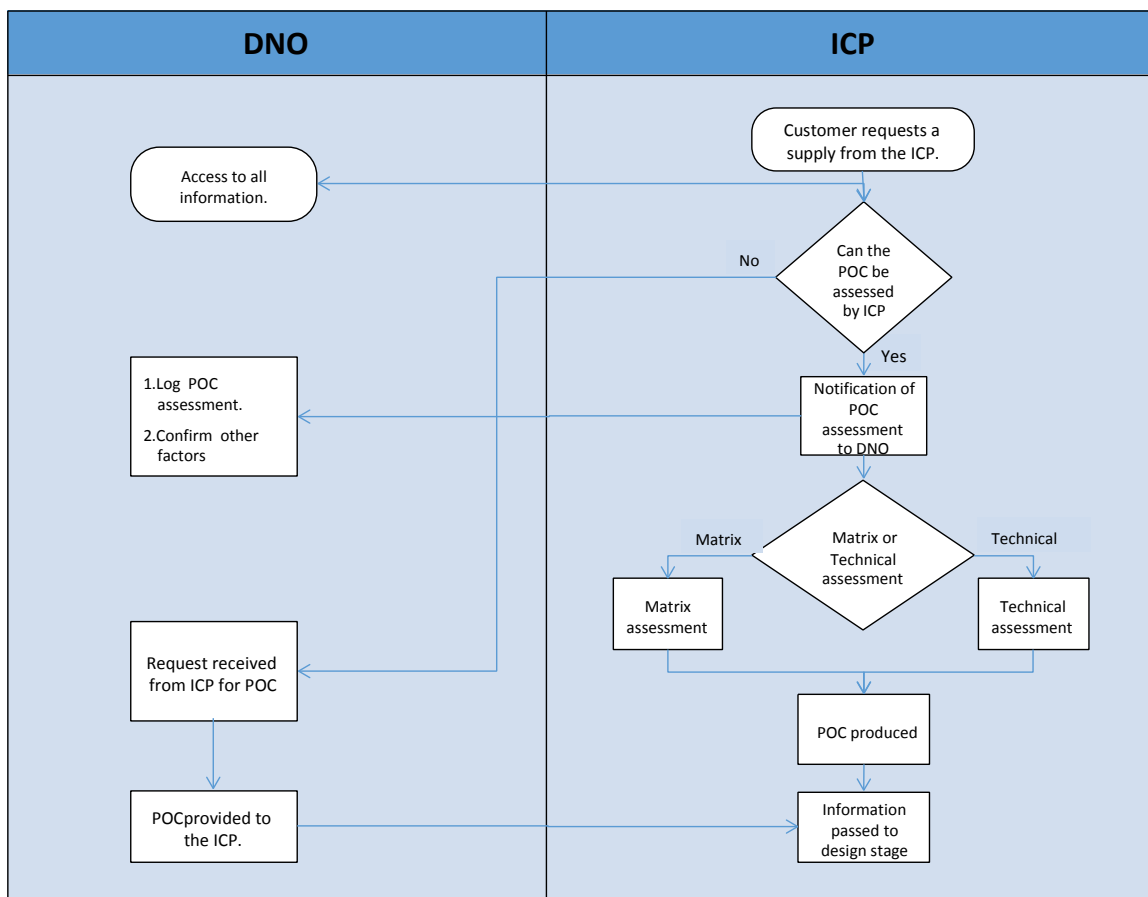 DNO
ICP
Customer requests a
supply from the ICP.
Access to all
information.
Can the
POC be
assessed
by ICP
No
Yes
1.Log POC
assessment.
2.Confirm other
factors
Notification of
POC
assessment
to DNO
Matrix
Matrix or
Technical
assessment
Technical
Matrix
assessment
Technical
assessment
Request received
from ICP for POC
POC produced
POCprovided to
the ICP.
Information
passed to
design stage